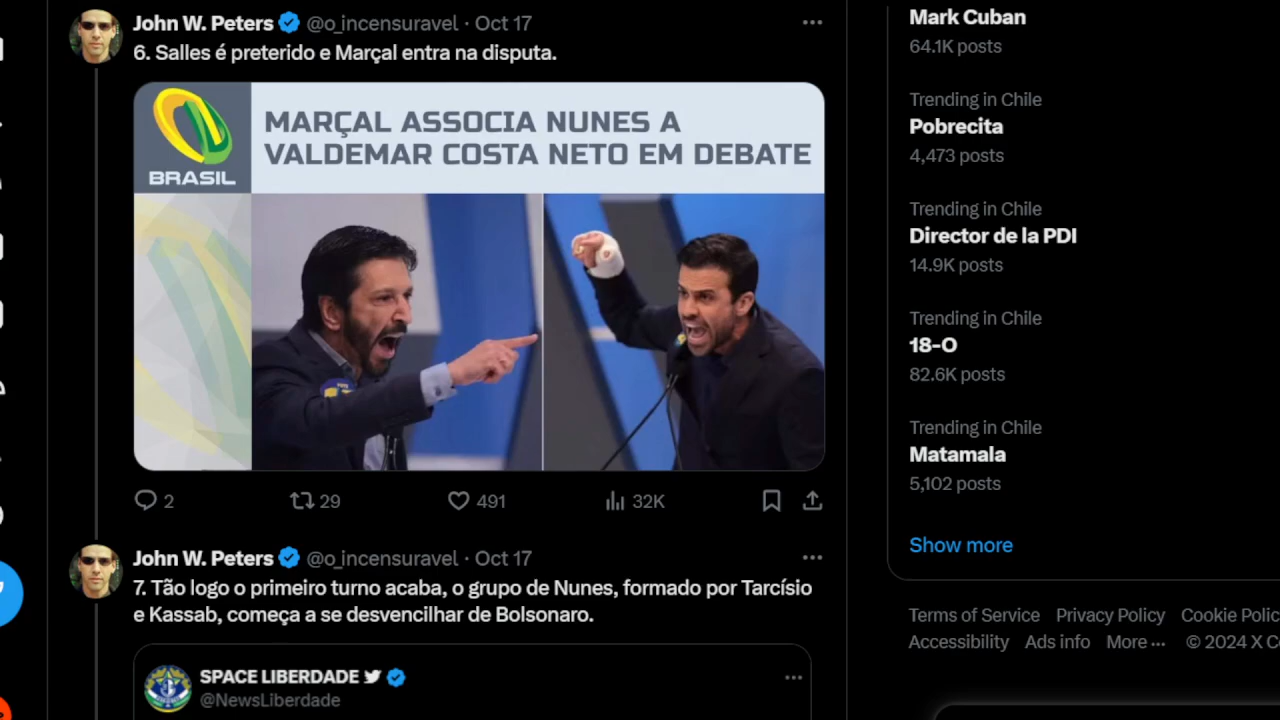 John W. Peters @o_incensuravel · Oct 17
6. Salles é preterido e Marçal entra na disputa.
MARÇAL ASSOCIA NUNES A
VALDEMAR COSTA NETO EM DEBATE
BRASIL
2 29 491 32K
John W. Peters @o_incensuravel · Oct 17
7. Tão logo o primeiro turno acaba, o grupo de Nunes, formado por Tarcísio
e Kassab, começa a se desvencilhar de Bolsonaro.
SPACE LIBERDADE
@NewsLiberdade
Mark Cuban
64.1K posts
Trending in Chile
Pobrecita
4,473 posts
Trending in Chile
Director de la PDI
14.9K posts
Trending in Chile
18-O
82.6K posts
Trending in Chile
Matamala
5,102 posts
Show more
Terms of Service Privacy Policy Cookie Polic
Accessibility Ads info More ··· © 2024 X C